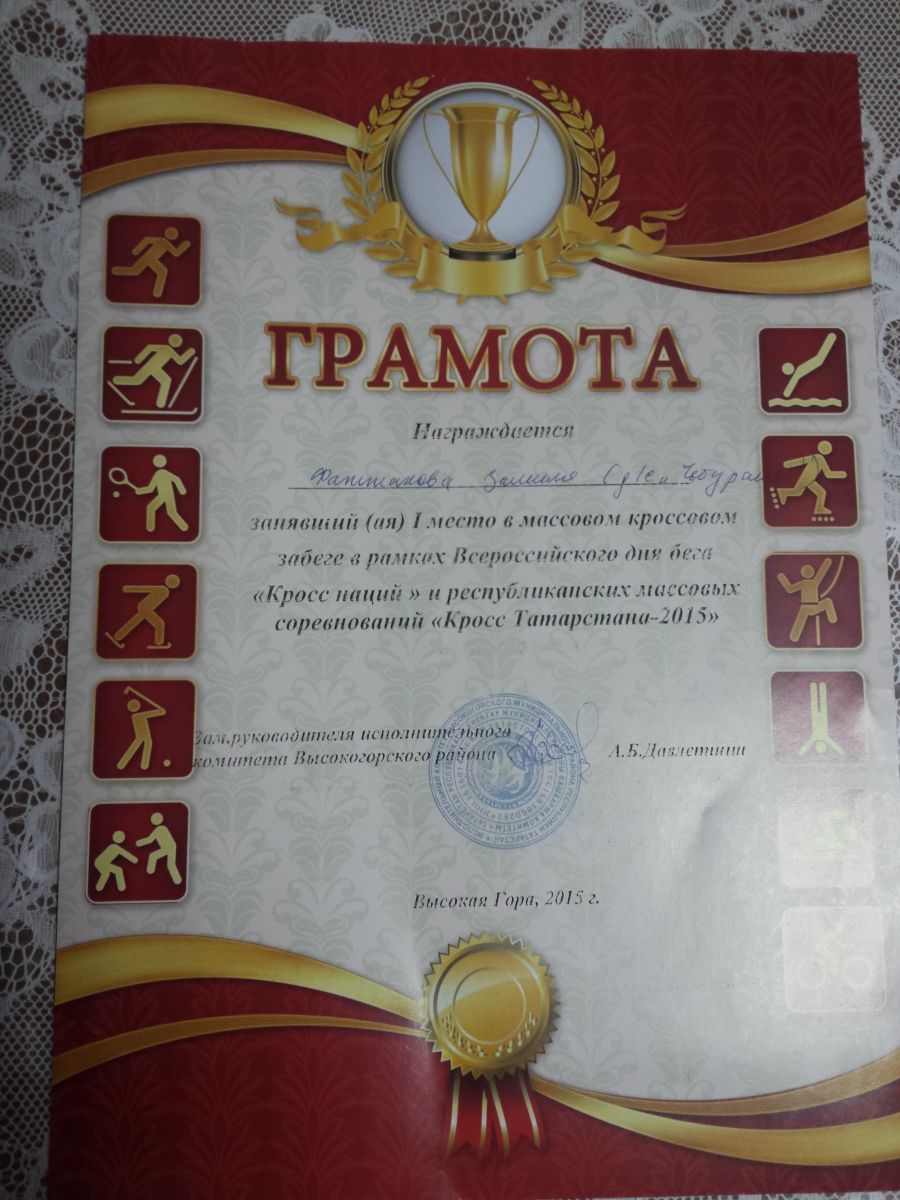 ГРАМОТА
Награждается
занявший (ая) I место в массовом кроссовом
забеге в рамках Всероссийского дня бега
«Кросс наций » и республиканских массовых
соревнований «Кросс Татарстана-2015»
Зам.руководителя исполнительного
комитета Высокогорского района
А.Б.Давлетшин
Высокая Гора, 2015 г.